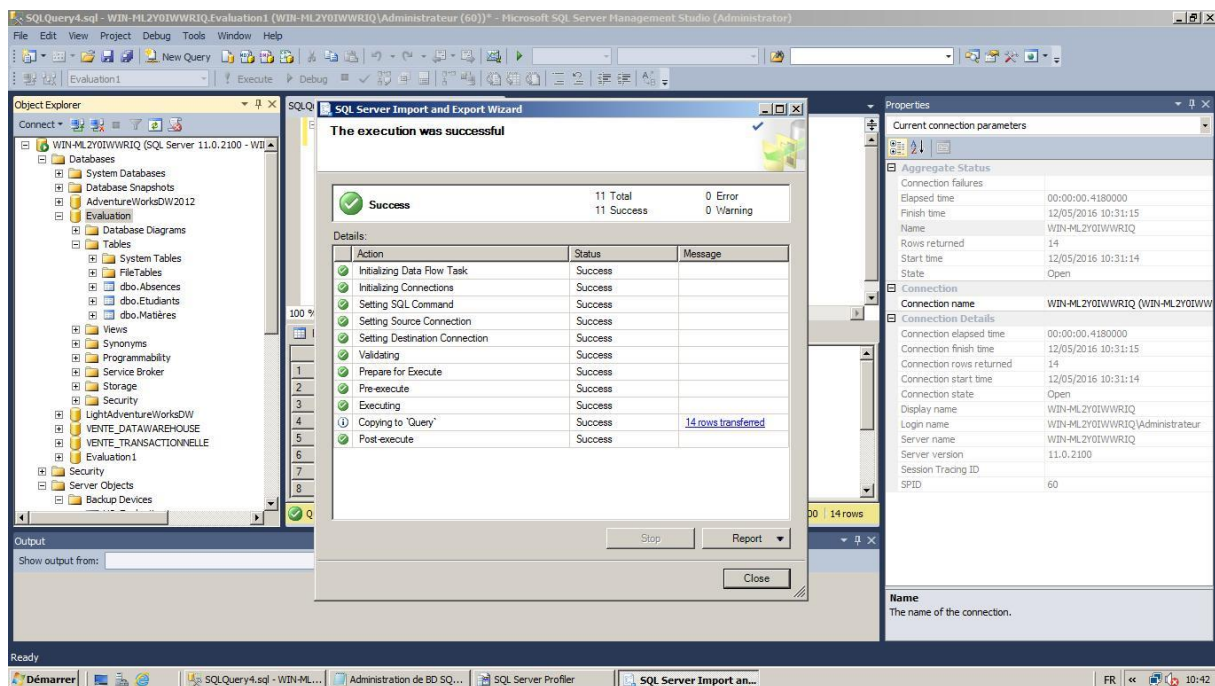 SQLQuery4.sql - WIN-ML2Y0IWWRIQ.Evaluation1 (WIN-ML2Y0IWWRIQ\Administrateur (60))* - Microsoft SQL Server Management Studio (Administrator)
File Edit View Project Debug Tools Window Help
New Query
Evaluation1 Execute Debug
Object Explorer
Connect
WIN-ML2Y0IWWRIQ (SQL Server 11.0.2100 - WI
Databases
System Databases
Database Snapshots
AdventureWorksDW2012
Evaluation
Database Diagrams
Tables
System Tables
FileTables
dbo.Absences
dbo.Etudiants
dbo.Matières
Views
Synonyms
Programmability
Service Broker
Storage
Security
LightAdventureWorksDW
VENTE_DATAWAREHOUSE
VENTE_TRANSACTIONNELLE
Evaluation1
Security
Server Objects
Backup Devices
100 %
1
2
3
4
5
6
7
8
14 rows
SQL Server Import and Export Wizard
The execution was successful
Success
11 Total 0 Error
11 Success 0 Warning
Details:
Action Status Message
Initializing Data Flow Task Success
Initializing Connections Success
Setting SQL Command Success
Setting Source Connection Success
Setting Destination Connection Success
Validating Success
Prepare for Execute Success
Pre-execute Success
Executing Success
Copying to `Query` Success 14 rows transferred
Post-execute Success
Stop Report
Close
Properties
Current connection parameters
Aggregate Status
Connection failures
Elapsed time 00:00:00.4180000
Finish time 12/05/2016 10:31:15
Name WIN-ML2Y0IWWRIQ
Rows returned 14
Start time 12/05/2016 10:31:14
State Open
Connection
Connection name WIN-ML2Y0IWWRIQ (WIN-ML2Y0IWW
Connection Details
Connection elapsed time 00:00:00.4180000
Connection finish time 12/05/2016 10:31:15
Connection rows returned 14
Connection start time 12/05/2016 10:31:14
Connection state Open
Display name WIN-ML2Y0IWWRIQ
Login name WIN-ML2Y0IWWRIQ\Administrateur
Server name WIN-ML2Y0IWWRIQ
Server version 11.0.2100
Session Tracing ID
SPID 60
Name
The name of the connection.
Output
Show output from:
Ready
Démarrer SQLQuery4.sql - WIN-ML... Administration de BD SQ... SQL Server Profiler SQL Server Import an... FR 10:42